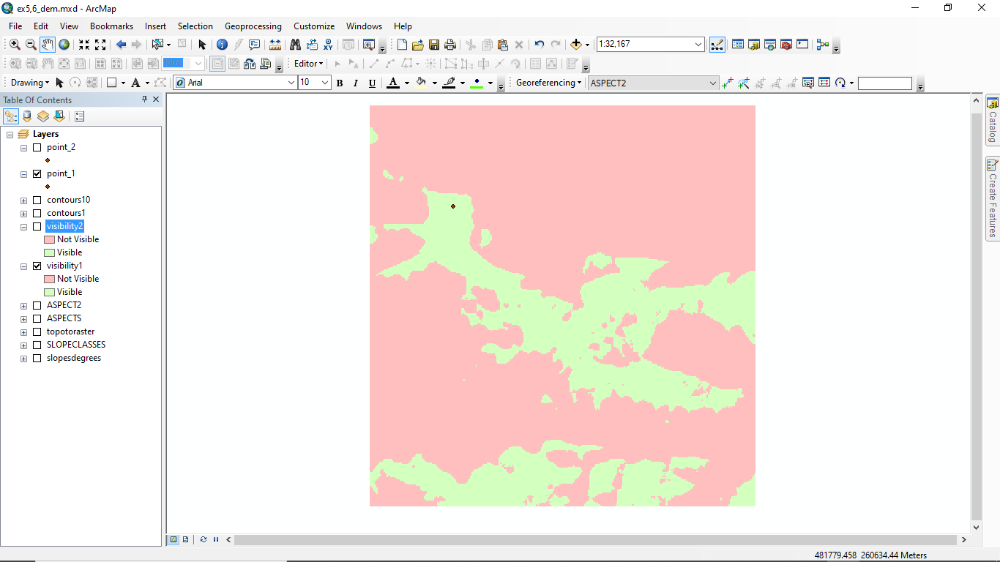 ex5,6_dem.mxd - ArcMap
File Edit View Bookmarks Insert Selection Geoprocessing Customize Windows Help
1:32,167
100%
Editor
Drawing Arial 10 B I U A Georeferencing ASPECT2
Table Of Contents
Layers
point_2
point_1
contours10
contours1
visibility2
Not Visible
Visible
visibility1
Not Visible
Visible
ASPECT2
ASPECTS
topotoraster
SLOPECLASSES
slopesdegrees
Catalog
Create Features
481779.458 260634.44 Meters